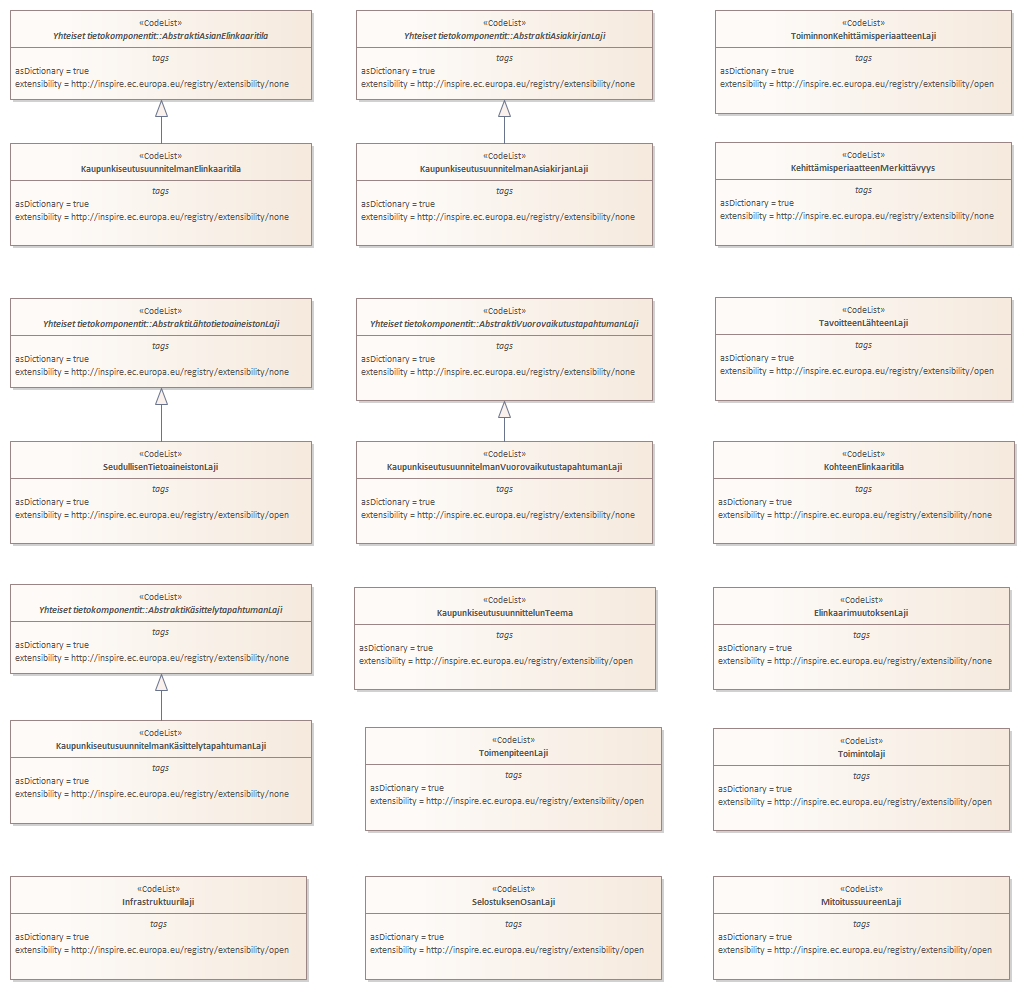 «CodeList»
Yhteiset tietokomponentit::AbstraktiAsianElinkaaritila
tags
asDictionary = true
extensibility = http://inspire.ec.europa.eu/registry/extensibility/none
«CodeList»
Yhteiset tietokomponentit::AbstraktiAsiakirjanLaji
tags
asDictionary = true
extensibility = http://inspire.ec.europa.eu/registry/extensibility/none
«CodeList»
ToiminnonKehittämisperiaatteenLaji
tags
asDictionary = true
extensibility = http://inspire.ec.europa.eu/registry/extensibility/open
«CodeList»
KaupunkiseutusuunnitelmanElinkaaritila
tags
asDictionary = true
extensibility = http://inspire.ec.europa.eu/registry/extensibility/none
«CodeList»
KaupunkiseutusuunnitelmanAsiakirjanLaji
tags
asDictionary = true
extensibility = http://inspire.ec.europa.eu/registry/extensibility/none
«CodeList»
KehittämisperiaatteenMerkittävyys
tags
asDictionary = true
extensibility = http://inspire.ec.europa.eu/registry/extensibility/none
«CodeList»
Yhteiset tietokomponentit::AbstraktiLähtötietoaineistonLaji
tags
asDictionary = true
extensibility = http://inspire.ec.europa.eu/registry/extensibility/none
«CodeList»
Yhteiset tietokomponentit::AbstraktiVuorovaikutustapahtumanLaji
tags
asDictionary = true
extensibility = http://inspire.ec.europa.eu/registry/extensibility/none
«CodeList»
TavoitteenLähteenLaji
tags
asDictionary = true
extensibility = http://inspire.ec.europa.eu/registry/extensibility/open
«CodeList»
SeudullisenTietoaineistonLaji
tags
asDictionary = true
extensibility = http://inspire.ec.europa.eu/registry/extensibility/open
«CodeList»
KaupunkiseutusuunnitelmanVuorovaikutustapahtumanLaji
tags
asDictionary = true
extensibility = http://inspire.ec.europa.eu/registry/extensibility/none
«CodeList»
KohteenElinkaaritila
tags
asDictionary = true
extensibility = http://inspire.ec.europa.eu/registry/extensibility/none
«CodeList»
Yhteiset tietokomponentit::AbstraktiKäsittelytapahtumanLaji
tags
asDictionary = true
extensibility = http://inspire.ec.europa.eu/registry/extensibility/none
«CodeList»
KaupunkiseutusuunnittelunTeema
tags
asDictionary = true
extensibility = http://inspire.ec.europa.eu/registry/extensibility/open
«CodeList»
ElinkaarimuutoksenLaji
tags
asDictionary = true
extensibility = http://inspire.ec.europa.eu/registry/extensibility/none
«CodeList»
KaupunkiseutusuunnitelmanKäsittelytapahtumanLaji
tags
asDictionary = true
extensibility = http://inspire.ec.europa.eu/registry/extensibility/none
«CodeList»
ToimenpiteenLaji
tags
asDictionary = true
extensibility = http://inspire.ec.europa.eu/registry/extensibility/open
«CodeList»
Toimintolaji
tags
asDictionary = true
extensibility = http://inspire.ec.europa.eu/registry/extensibility/open
«CodeList»
Infrastruktuurilaji
tags
asDictionary = true
extensibility = http://inspire.ec.europa.eu/registry/extensibility/open
«CodeList»
SelostuksenOsanLaji
tags
asDictionary = true
extensibility = http://inspire.ec.europa.eu/registry/extensibility/open
«CodeList»
MitoitussuureenLaji
tags
asDictionary = true
extensibility = http://inspire.ec.europa.eu/registry/extensibility/open